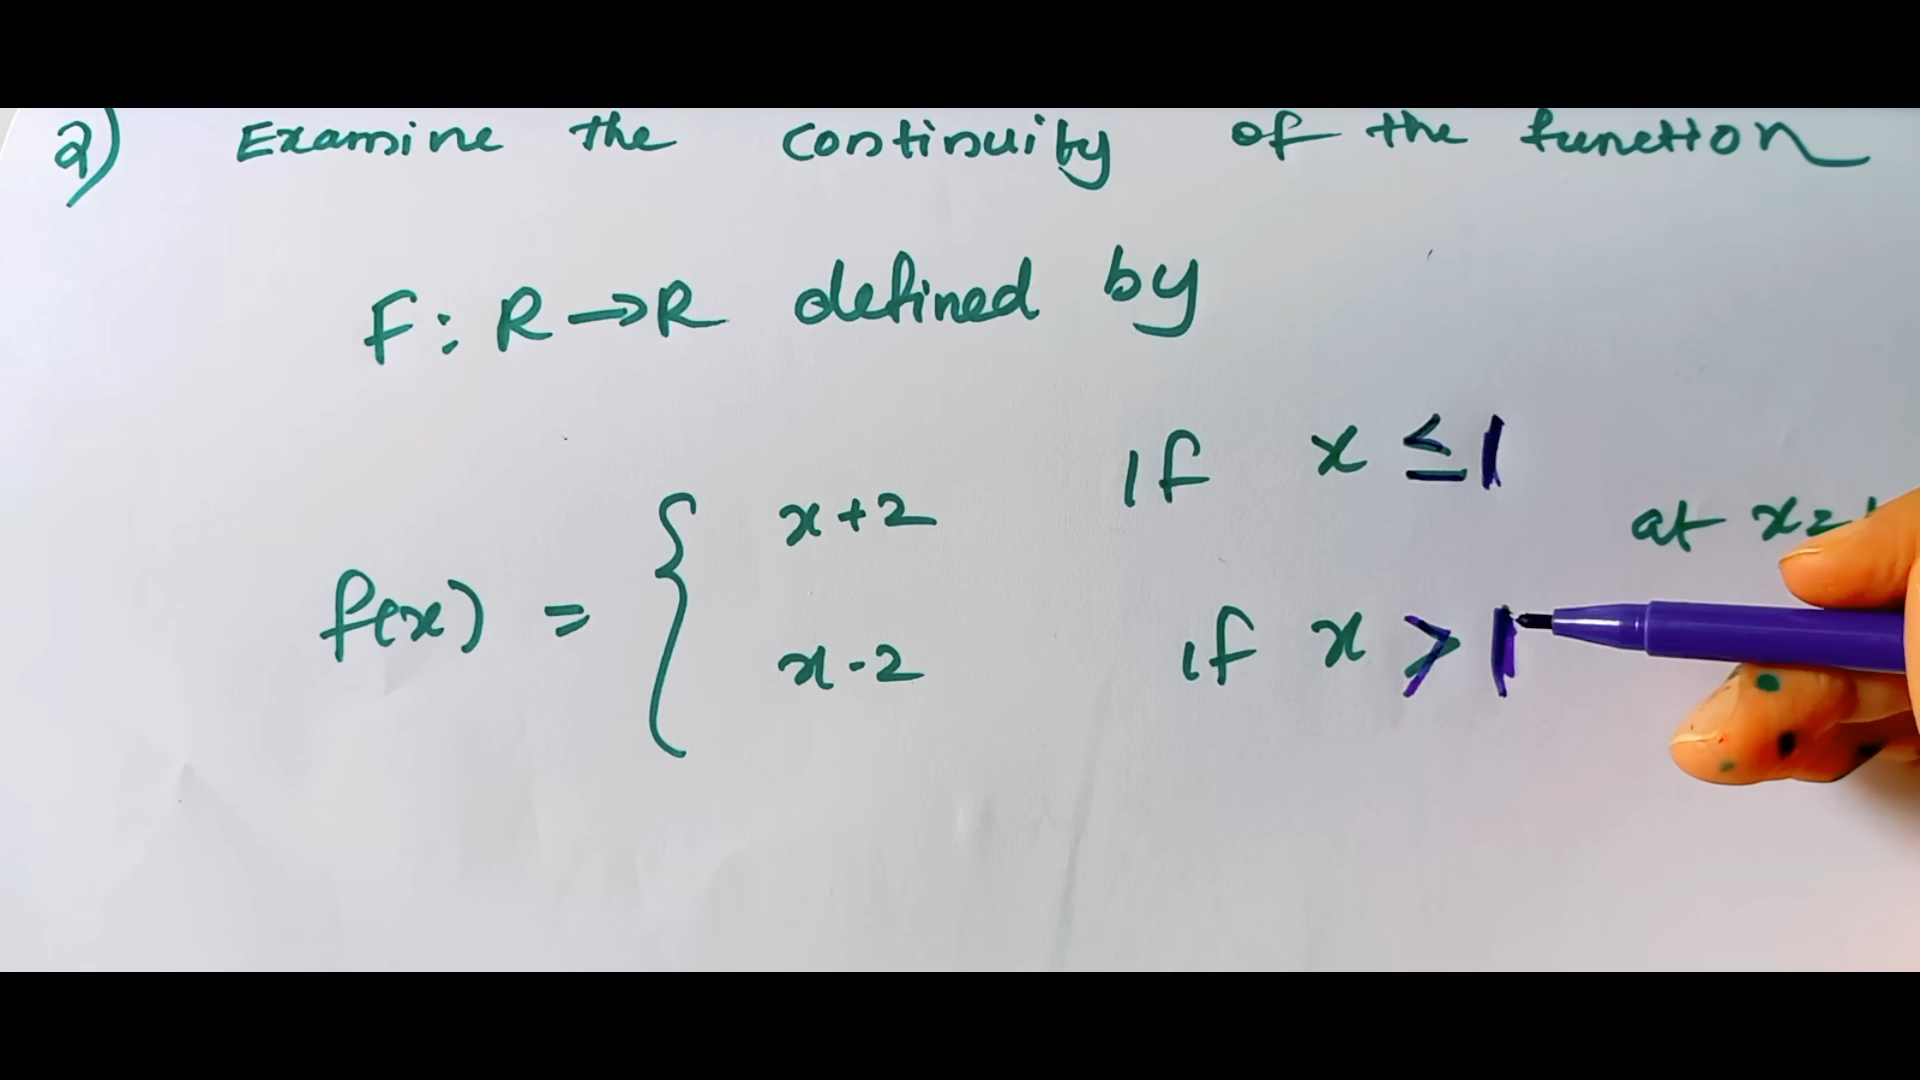 2) Examine the continuity of the function
F: R→R defined by
if x ≤ 1
x+2
at x=
f(x) = {
x-2 if x > 1